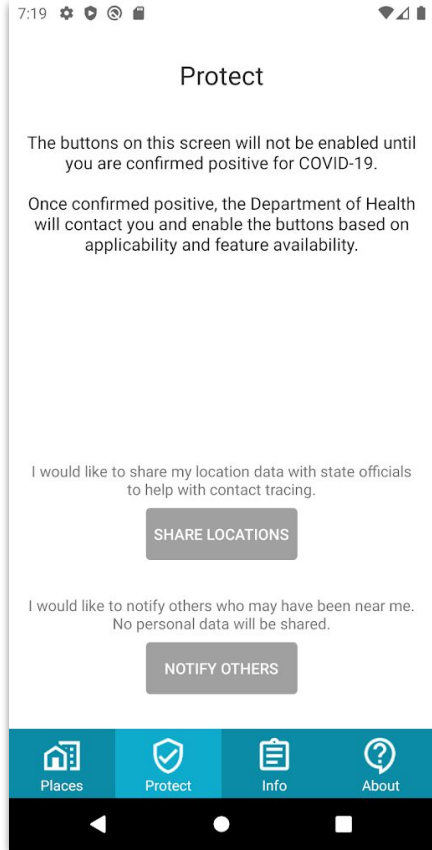 7:19
Protect
The buttons on this screen will not be enabled until
you are confirmed positive for COVID-19.
Once confirmed positive, the Department of Health
will contact you and enable the buttons based on
applicability and feature availability.
I would like to share my location data with state officials
to help with contact tracing.
SHARE LOCATIONS
I would like to notify others who may have been near me.
No personal data will be shared.
NOTIFY OTHERS
Places
Protect
Info
About